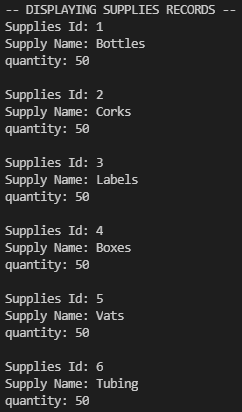 -- DISPLAYING SUPPLIES RECORDS --
Supplies Id: 1
Supply Name: Bottles
quantity: 50
Supplies Id: 2
Supply Name: Corks
quantity: 50
Supplies Id: 3
Supply Name: Labels
quantity: 50
Supplies Id: 4
Supply Name: Boxes
quantity: 50
Supplies Id: 5
Supply Name: Vats
quantity: 50
Supplies Id: 6
Supply Name: Tubing
quantity: 50